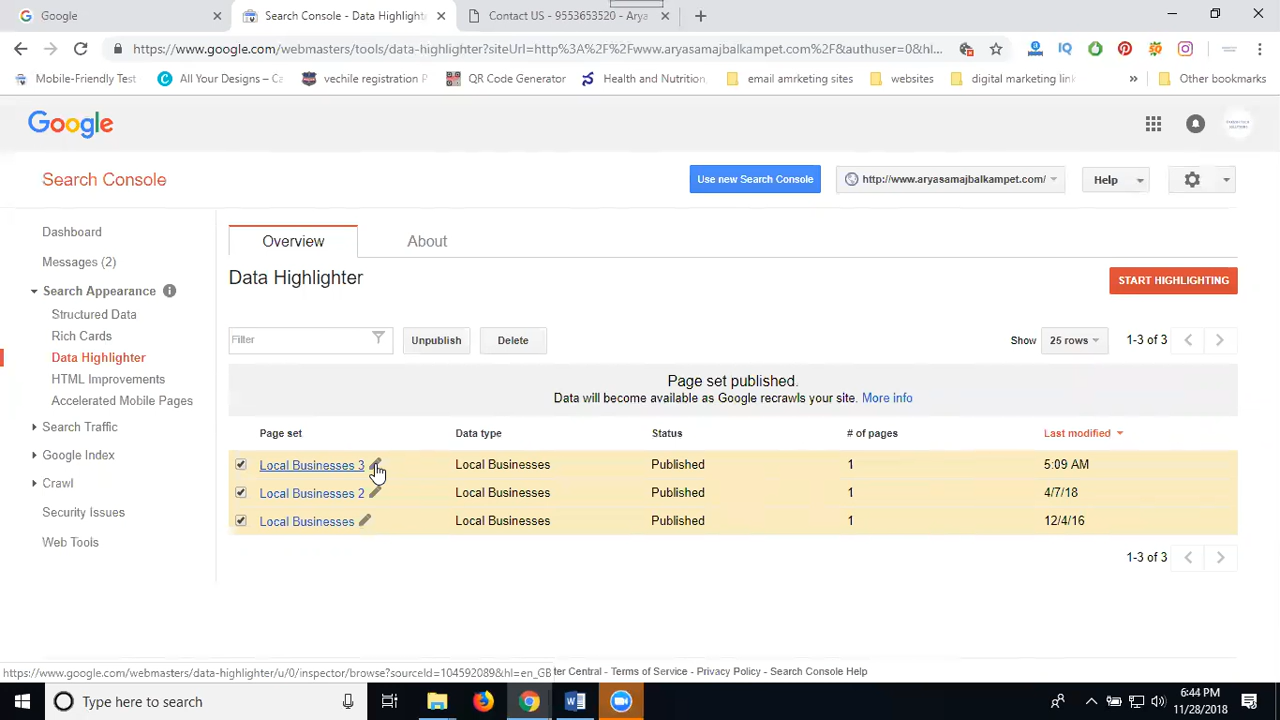 Google
Search Console - Data Highlighte
Contact US - 9553653520 - Arya
https://www.google.com/webmasters/tools/data-highlighter?siteUrl=http%3A%2F%2Fwww.aryasamajbalkampet.com%2F&authuser=0&hl...
Mobile-Friendly Test
All Your Designs – Ca
vechile registration P
QR Code Generator
Health and Nutrition,
email amrketing sites
websites
digital marketing link
Other bookmarks
Google
Search Console
Use new Search Console
http://www.aryasamajbalkampet.com/
Help
Dashboard
Messages (2)
Search Appearance
Structured Data
Rich Cards
Data Highlighter
HTML Improvements
Accelerated Mobile Pages
Search Traffic
Google Index
Crawl
Security Issues
Web Tools
Overview
About
Data Highlighter
START HIGHLIGHTING
Filter
Unpublish
Delete
Show
25 rows
1-3 of 3
Page set published.
Data will become available as Google recrawls your site. More info
Page set
Data type
Status
# of pages
Last modified
Local Businesses 3
Local Businesses
Published
1
5:09 AM
Local Businesses 2
Local Businesses
Published
1
4/7/18
Local Businesses
Local Businesses
Published
1
12/4/16
1-3 of 3
https://www.google.com/webmasters/data-highlighter/u/0/inspector/browse?sourceId=104592089&hl=en_GB
ter Central - Terms of Service - Privacy Policy - Search Console Help
Type here to search
6:44 PM
11/28/2018